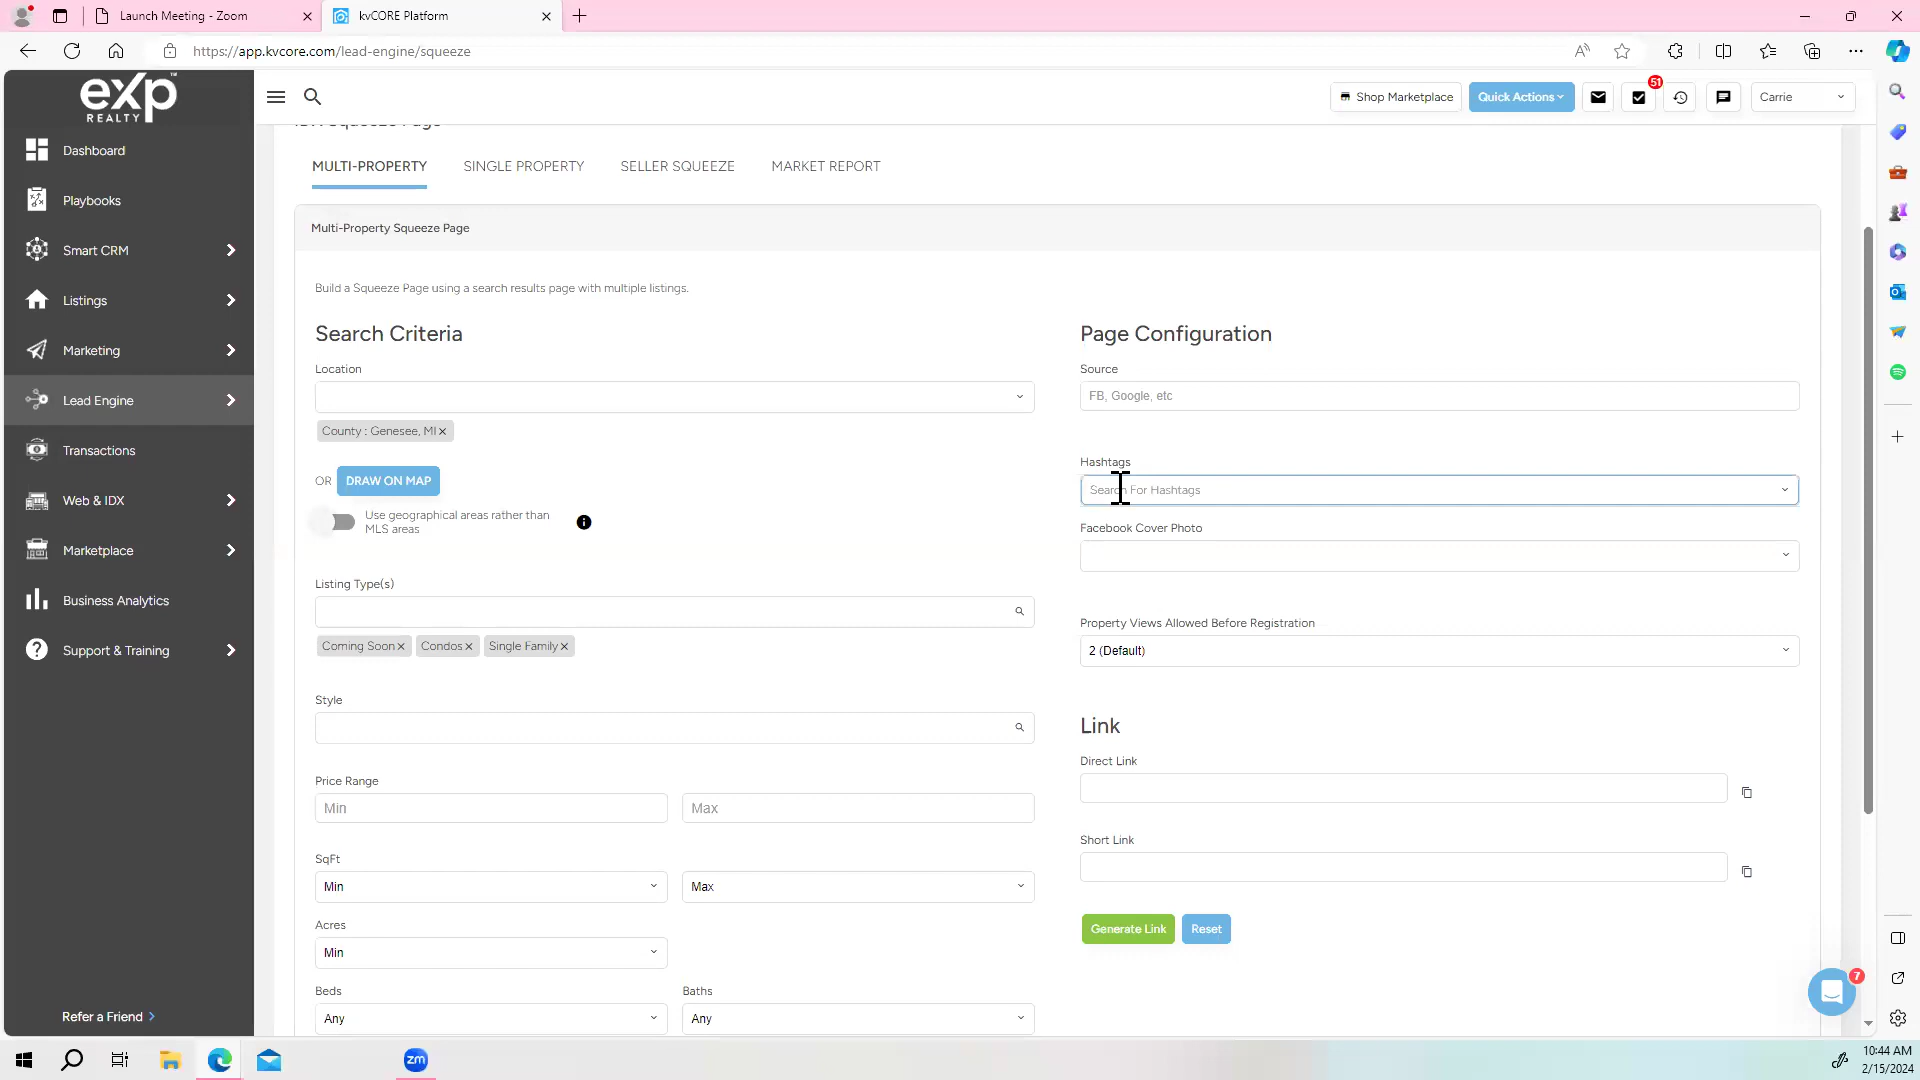 Launch Meeting - Zoom
kvCORE Platform
https://app.kvcore.com/lead-engine/squeeze
eXp
REALTY
Shop Marketplace
Quick Actions
51
Carrie
Dashboard
Playbooks
Smart CRM
Listings
Marketing
Lead Engine
Transactions
Web & IDX
Marketplace
Business Analytics
Support & Training
Refer a Friend
MULTI-PROPERTY
SINGLE PROPERTY
SELLER SQUEEZE
MARKET REPORT
Multi-Property Squeeze Page
Build a Squeeze Page using a search results page with multiple listings.
Search Criteria
Location
County : Genesee, MI
OR
DRAW ON MAP
Use geographical areas rather than
MLS areas
Listing Type(s)
Coming Soon
Condos
Single Family
Style
Price Range
Min
Max
SqFt
Min
Max
Acres
Min
Beds
Baths
Any
Any
Page Configuration
Source
FB, Google, etc
Hashtags
Search For Hashtags
Facebook Cover Photo
Property Views Allowed Before Registration
2 (Default)
Link
Direct Link
Short Link
Generate Link
Reset
7
zm
10:44 AM
2/15/2024